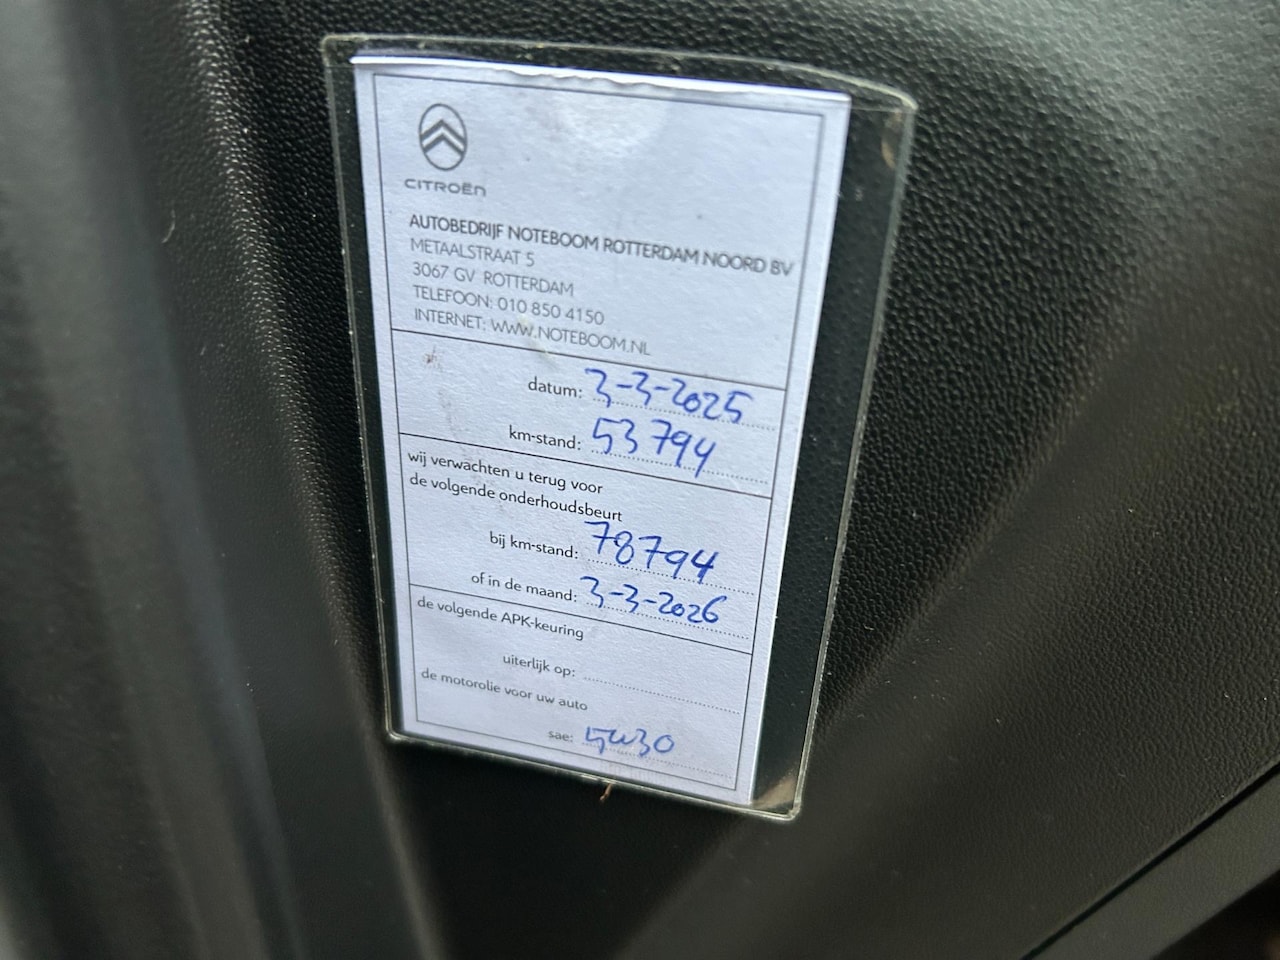 CITROËN
AUTOBEDRIJF NOTEBOOM ROTTERDAM NOORD BV
METAALSTRAAT 5
3067 GV ROTTERDAM
TELEFOON: 010 850 4150
INTERNET: WWW.NOTEBOOM.NL
datum: 3-3-2025
km-stand: 53794
wij verwachten u terug voor
de volgende onderhoudsbeurt
bij km-stand: 78794
of in de maand: 3-3-2026
de volgende APK-keuring
uiterlijk op:
de motorolie voor uw auto
sae: 5W30